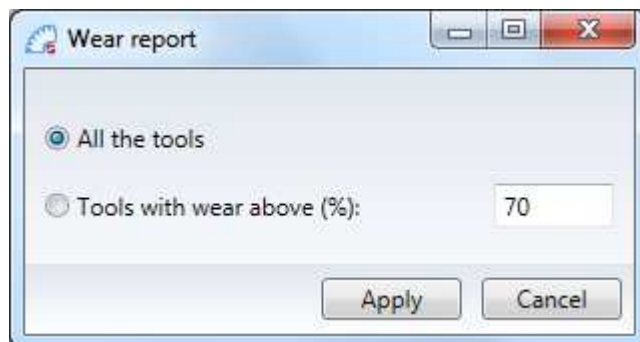 Wear report
All the tools
Tools with wear above (%): 70
Apply Cancel